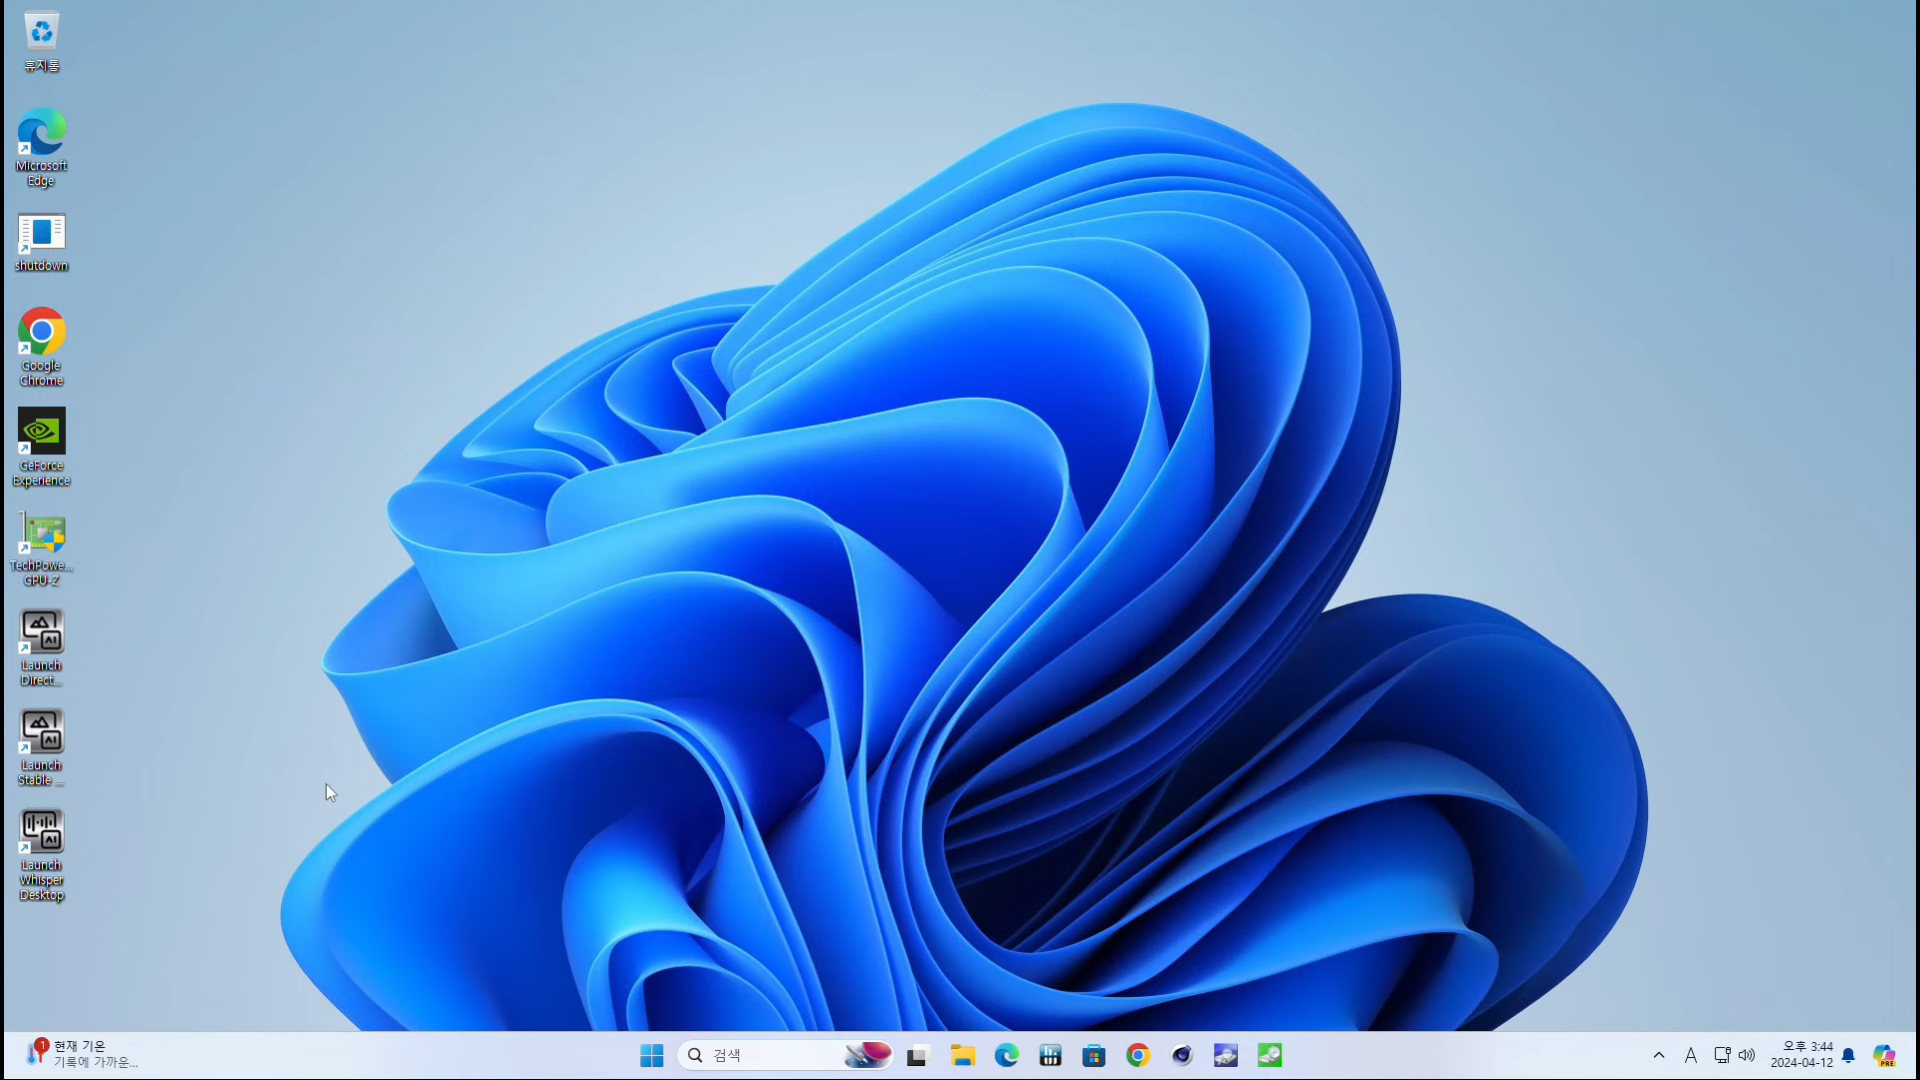 휴지통
Microsoft
Edge
shutdown
Google
Chrome
GeForce
Experience
TechPowe...
GPU-Z
Launch
Direct...
Launch
Stable ...
Launch
Whisper
Desktop
1
현재 기온
기록에 가까운...
검색
A
오후 3:44
2024-04-12
PRE